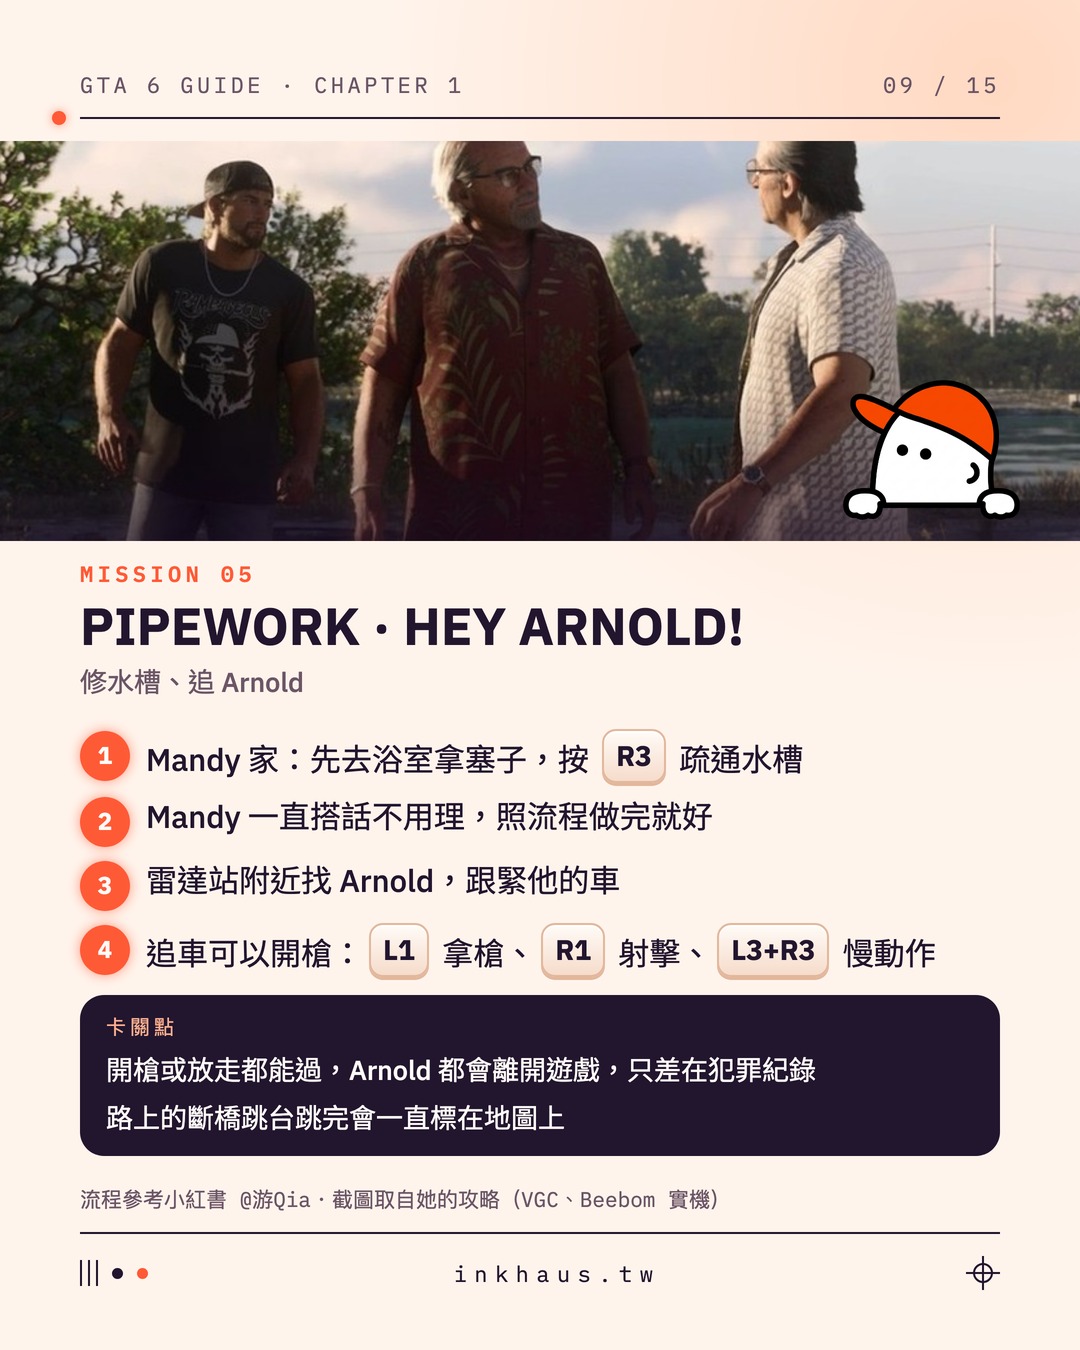 GTA 6 GUIDE · CHAPTER 1
09 / 15
MISSION 05
PIPEWORK · HEY ARNOLD!
修水槽、追 Arnold
1 Mandy 家：先去浴室拿塞子，按 R3 疏通水槽
2 Mandy 一直搭話不用理，照流程做完就好
3 雷達站附近找 Arnold，跟緊他的車
4 追車可以開槍： L1 拿槍、 R1 射擊、 L3+R3 慢動作
卡關點
開槍或放走都能過，Arnold 都會離開遊戲，只差在犯罪紀錄
路上的斷橋跳台跳完會一直標在地圖上
流程參考小紅書 @游Qia · 截圖取自她的攻略（VGC、Beebom 實機）
inkhaus.tw